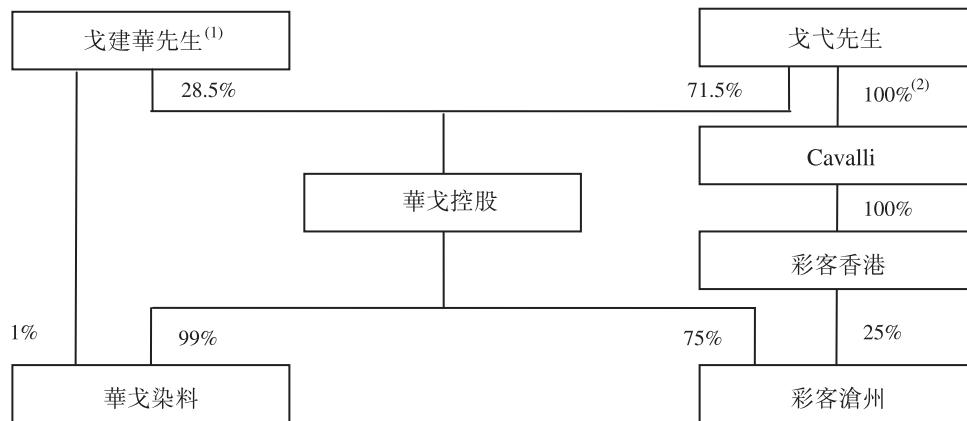 戈建華先生(1)
戈弋先生
28.5%
71.5%
100%(2)
Cavalli
華戈控股
100%
彩客香港
1%
99%
75%
25%
華戈染料
彩客滄州